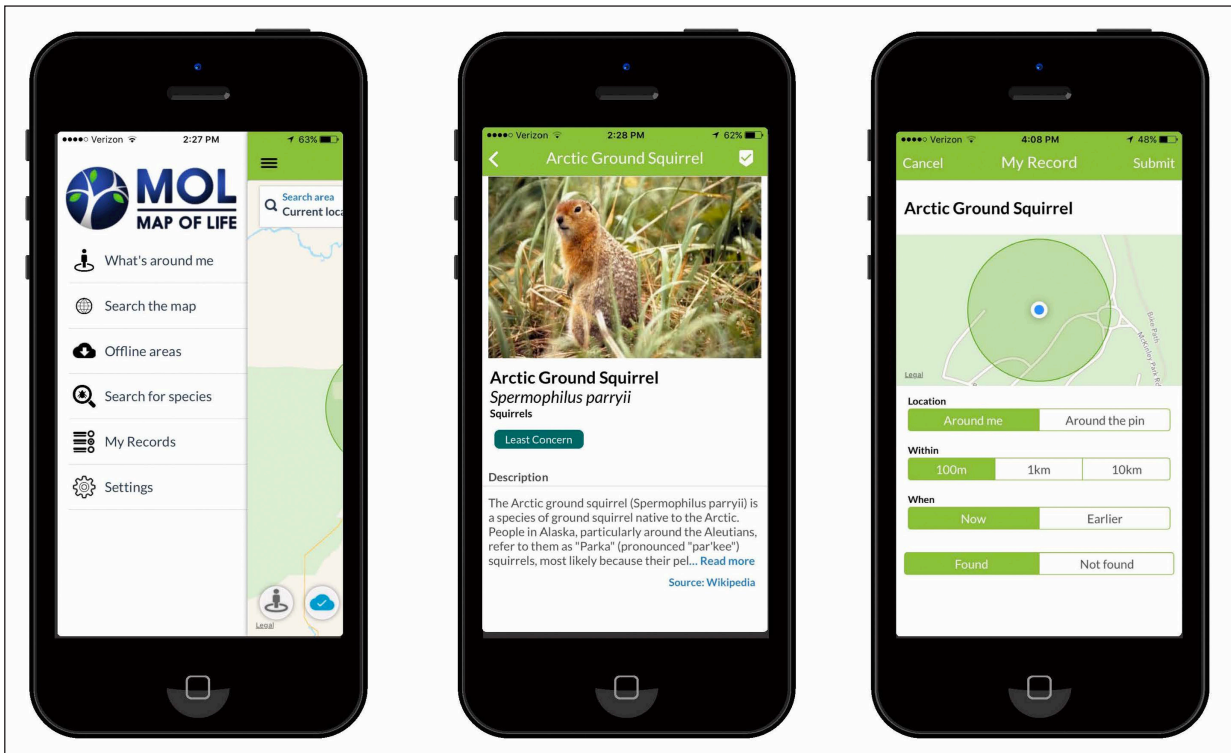 Verizon 2:27 PM 63%
MOL
MAP OF LIFE
Search area
Current loca
What's around me
Search the map
Offline areas
Search for species
My Records
Settings
Legal
Verizon 2:28 PM 62%
Arctic Ground Squirrel
Arctic Ground Squirrel
Spermophilus parryii
Squirrels
Least Concern
Description
The Arctic ground squirrel (Spermophilus parryii) is
a species of ground squirrel native to the Arctic.
People in Alaska, particularly around the Aleutians,
refer to them as "Parka" (pronounced "par'kee")
squirrels, most likely because their pel... Read more
Source: Wikipedia
Verizon 4:08 PM 48%
Cancel My Record Submit
Arctic Ground Squirrel
Bike Path
McKinley Park Ro
Legal
Location
Around me Around the pin
Within
100m 1km 10km
When
Now Earlier
Found Not found